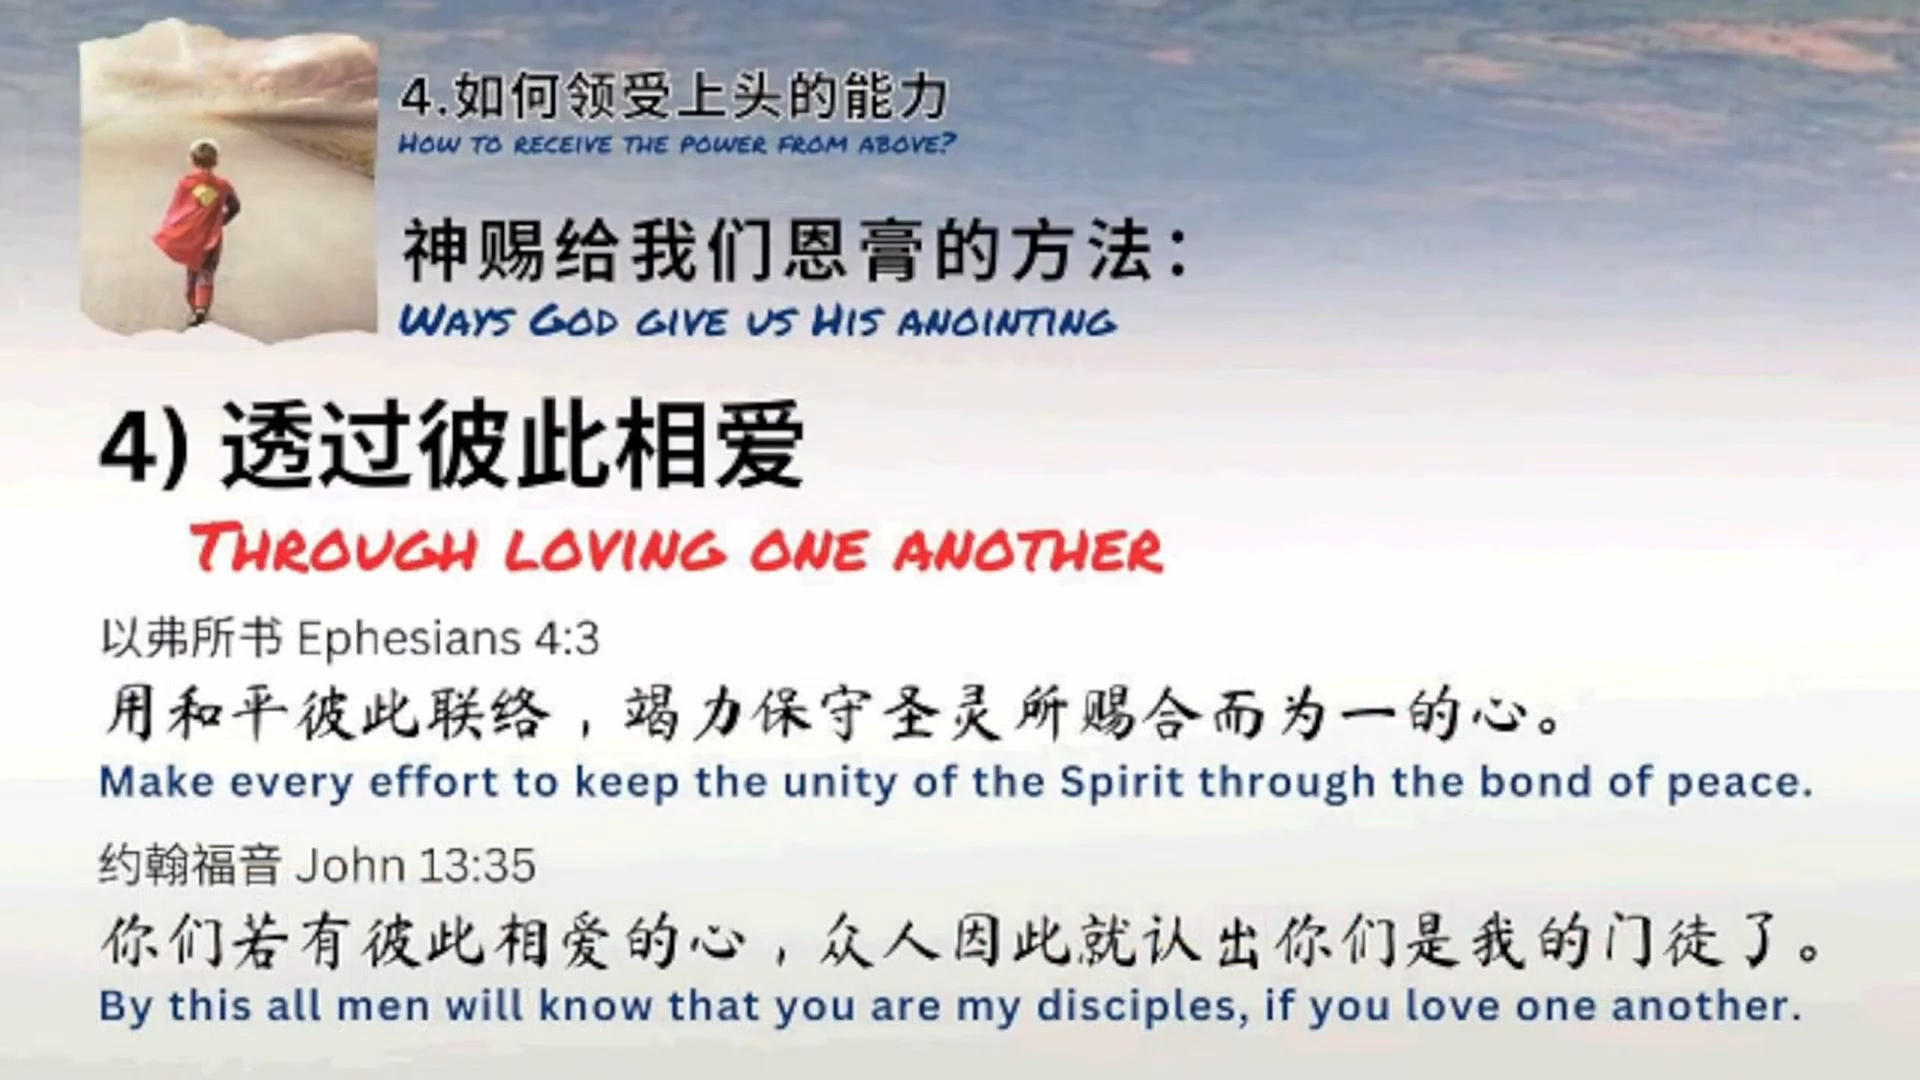 4.如何领受上头的能力
How to receive the power from above?
神赐给我们恩膏的方法：
Ways God give us His anointing
4) 透过彼此相爱
Through loving one another
以弗所书 Ephesians 4:3
用和平彼此联络，竭力保守圣灵所赐合而为一的心。
Make every effort to keep the unity of the Spirit through the bond of peace.
约翰福音 John 13:35
你们若有彼此相爱的心，众人因此就认出你们是我的门徒了。
By this all men will know that you are my disciples, if you love one another.